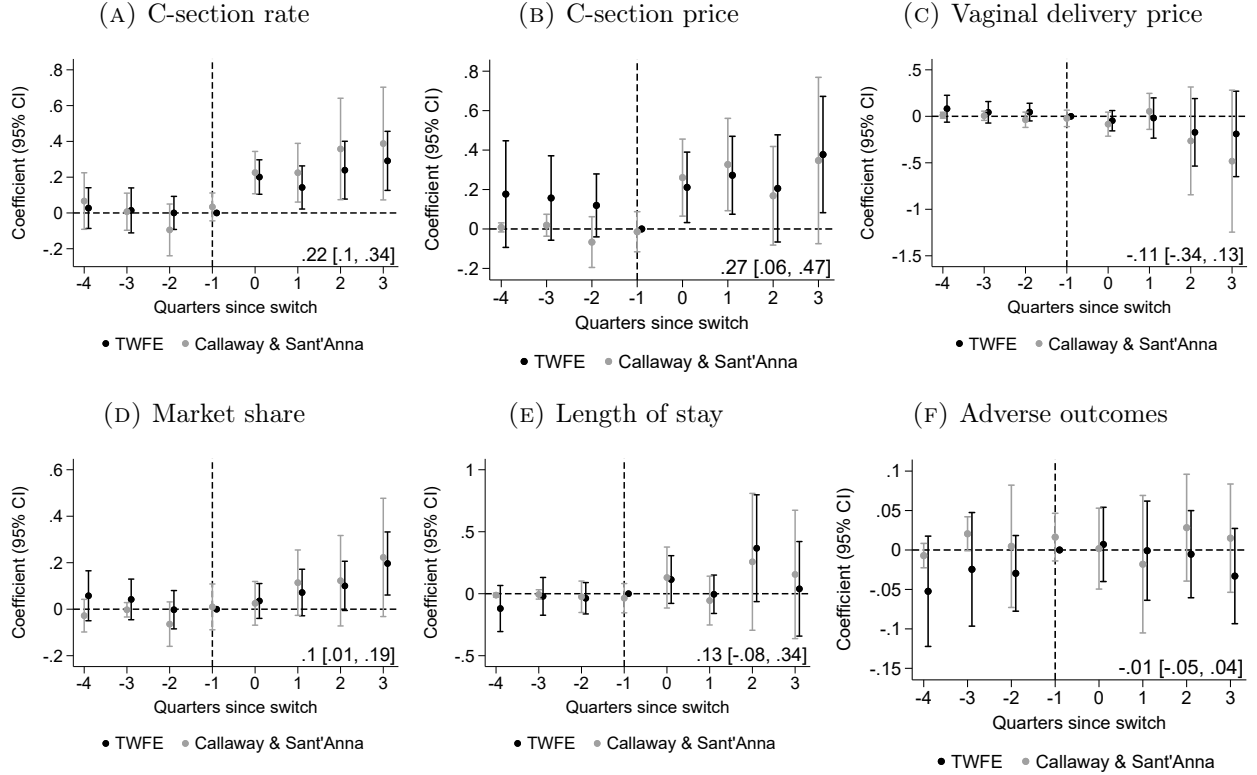 (A) C-section rate
Coefficient (95% CI)
.8
.6
.4
.2
0
-.2
.22 [.1, .34]
-4 -3 -2 -1 0 1 2 3
Quarters since switch
TWFE Callaway & Sant'Anna
(B) C-section price
Coefficient (95% CI)
.8
.6
.4
.2
0
-.2
.27 [.06, .47]
-4 -3 -2 -1 0 1 2 3
Quarters since switch
TWFE Callaway & Sant'Anna
(C) Vaginal delivery price
Coefficient (95% CI)
.5
0
-.5
-1
-1.5
-.11 [-.34, .13]
-4 -3 -2 -1 0 1 2 3
Quarters since switch
TWFE Callaway & Sant'Anna
(D) Market share
Coefficient (95% CI)
.6
.4
.2
0
-.2
.1 [.01, .19]
-4 -3 -2 -1 0 1 2 3
Quarters since switch
TWFE Callaway & Sant'Anna
(E) Length of stay
Coefficient (95% CI)
1
.5
0
-.5
.13 [-.08, .34]
-4 -3 -2 -1 0 1 2 3
Quarters since switch
TWFE Callaway & Sant'Anna
(F) Adverse outcomes
Coefficient (95% CI)
.1
.05
0
-.05
-.1
-.15
-.01 [-.05, .04]
-4 -3 -2 -1 0 1 2 3
Quarters since switch
TWFE Callaway & Sant'Anna